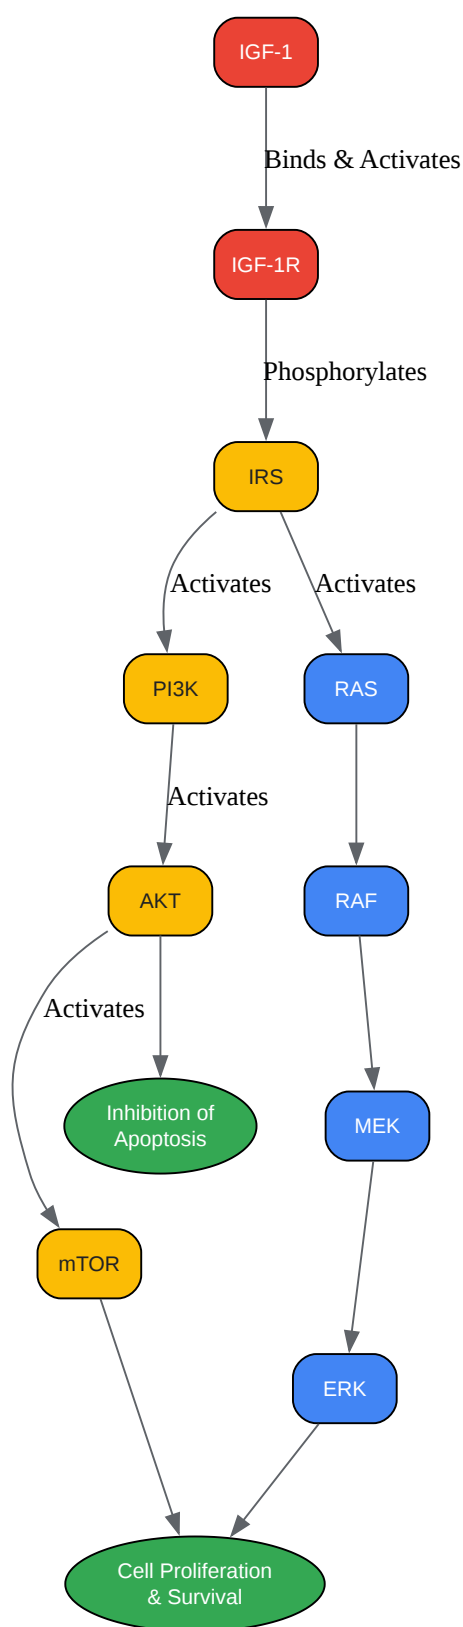 IGF-1
Binds & Activates
IGF-1R
Phosphorylates
IRS
Activates
Activates
PI3K
RAS
Activates
AKT
RAF
Activates
Inhibition of
Apoptosis
MEK
mTOR
ERK
Cell Proliferation
& Survival